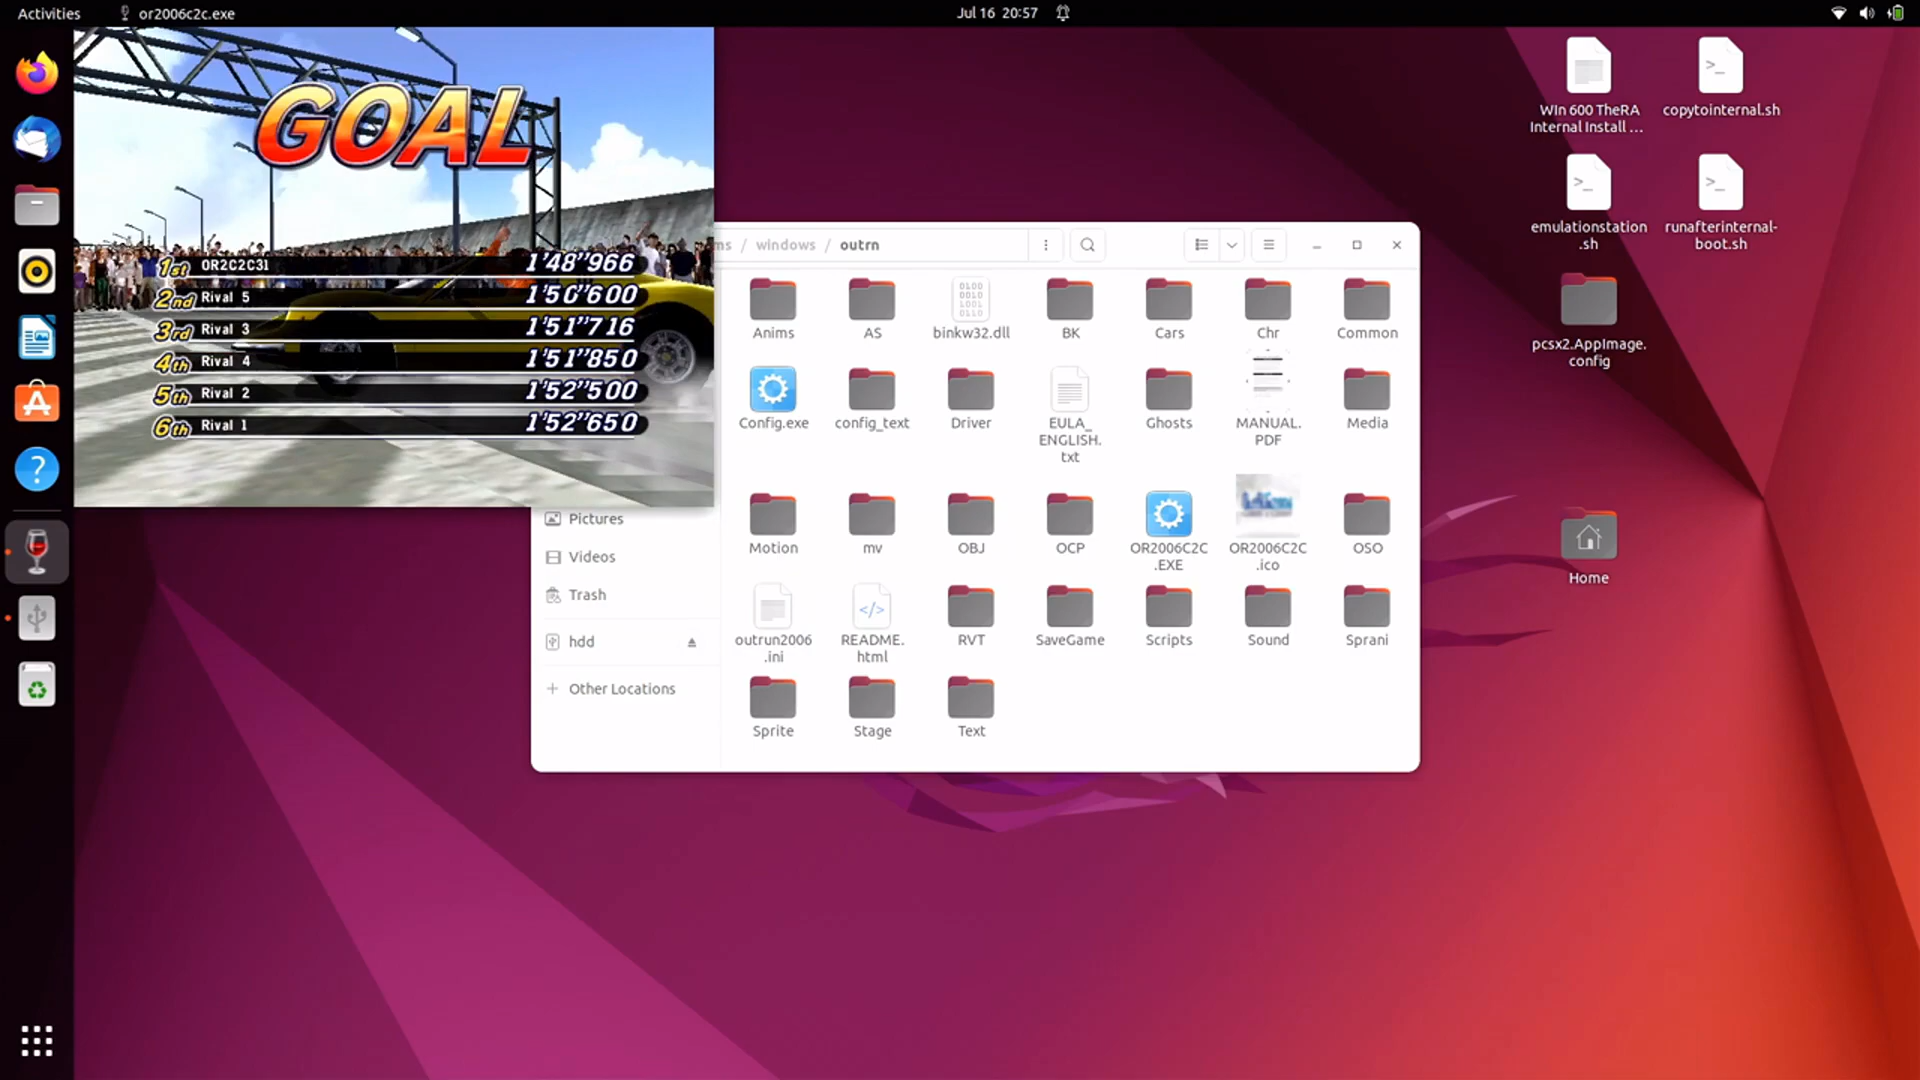 Activities
or2006c2c.exe
Jul 16 20:57
GOAL
1st OR2C2C31 1'48"966
2nd Rival 5 1'50"600
3rd Rival 3 1'51"716
4th Rival 4 1'51"850
5th Rival 2 1'52"500
6th Rival 1 1'52"650
ms / windows / outrn
Anims
AS
binkw32.dll
BK
Cars
Chr
Common
Config.exe
config_text
Driver
EULA_
ENGLISH.
txt
Ghosts
MANUAL.
PDF
Media
Motion
mv
OBJ
OCP
OR2006C2C
.EXE
OR2006C2C
.ico
OSO
outrun2006
.ini
README.
html
RVT
SaveGame
Scripts
Sound
Sprani
Sprite
Stage
Text
Pictures
Videos
Trash
hdd
Other Locations
WIn 600 TheRA
Internal Install ...
copytointernal.sh
emulationstation
.sh
runafterinternal-
boot.sh
pcsx2.AppImage.
config
Home